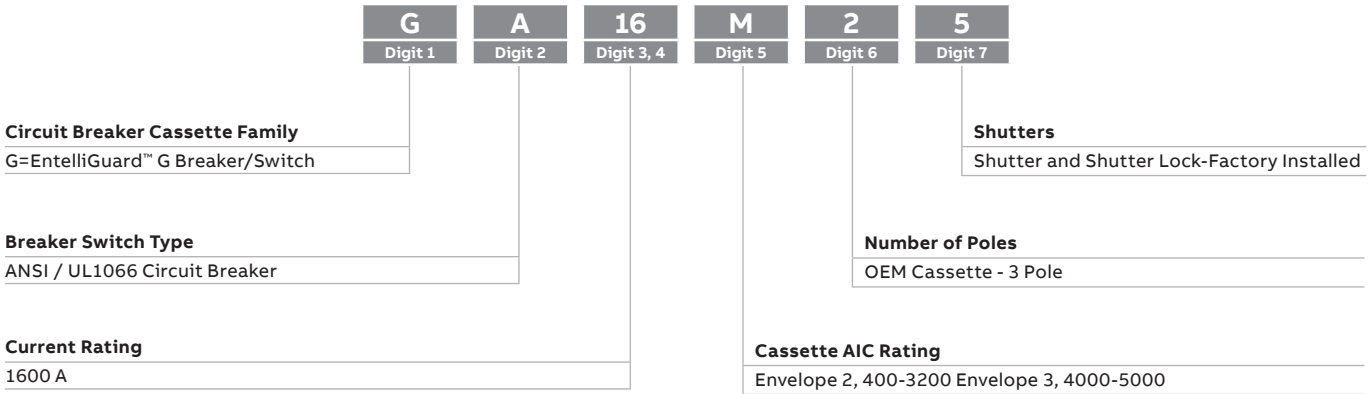 G A 16 M 2 5
Digit 1 Digit 2 Digit 3, 4 Digit 5 Digit 6 Digit 7
Circuit Breaker Cassette Family
G=EntelliGuard™ G Breaker/Switch
Shutters
Shutter and Shutter Lock-Factory Installed
Breaker Switch Type
ANSI / UL1066 Circuit Breaker
Number of Poles
OEM Cassette - 3 Pole
Current Rating
1600 A
Cassette AIC Rating
Envelope 2, 400-3200 Envelope 3, 4000-5000